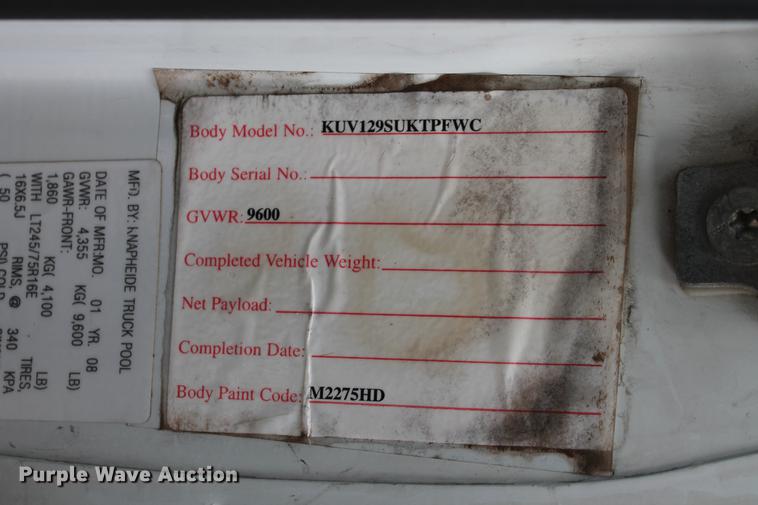 Body Model No.: KUV129SUKTPFWC
Body Serial No.:
GVWR: 9600
Completed Vehicle Weight:
Net Payload:
Completion Date:
Body Paint Code: M2275HD
MFD. BY: KNAPHEIDE TRUCK POOL
DATE OF MFR:MO. 01 YR. 08
GVWR: 4,355 KG( 9,600 LB)
GAWR-FRONT:
1,860 KG( 4,100 LB)
WITH LT245/75R16E TIRES,
16X6.5J RIMS, @ 340 KPA
( 50 PSI) COLD
Purple Wave Auction